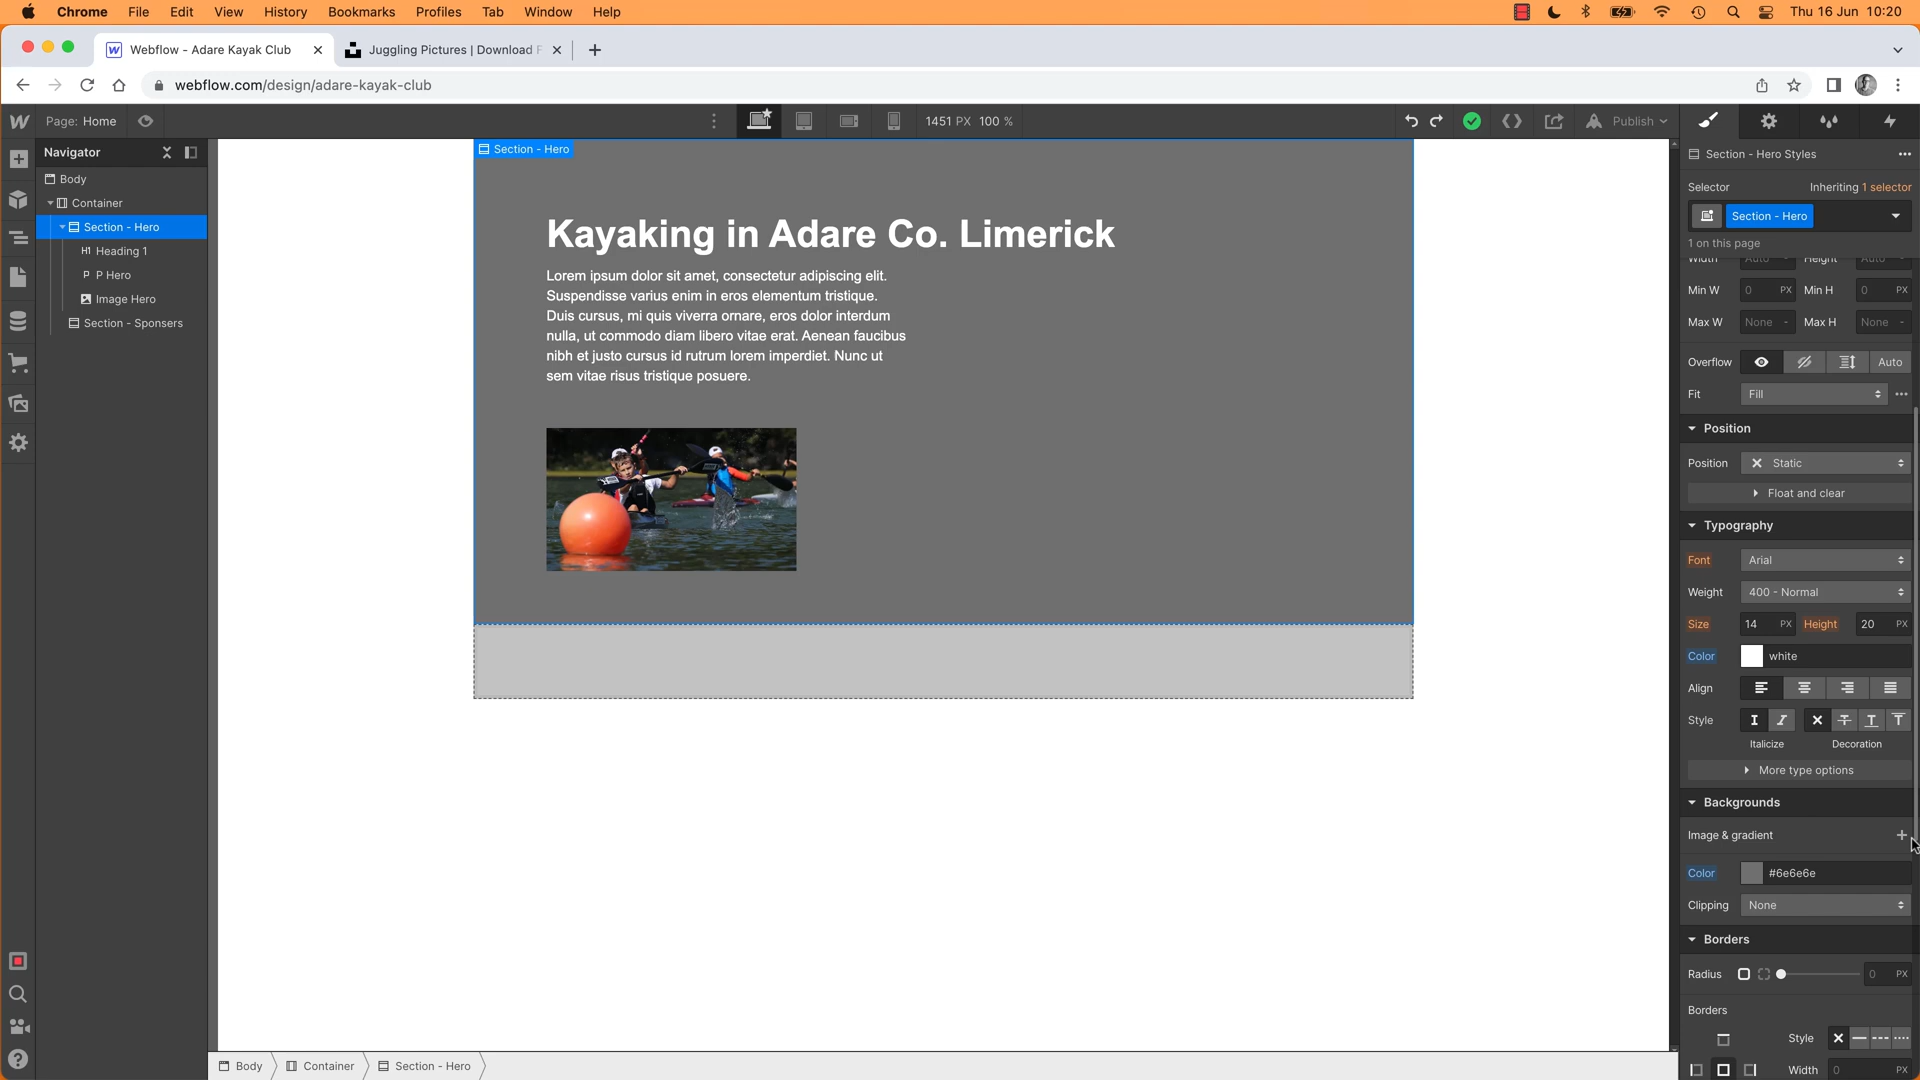 Chrome File Edit View History Bookmarks Profiles Tab Window Help Thu 16 Jun 10:20
Webflow - Adare Kayak Club Juggling Pictures | Download F
webflow.com/design/adare-kayak-club
Page: Home 1451 PX 100 % Publish
Navigator
Body
Container
Section - Hero
H1 Heading 1
P P Hero
Image Hero
Section - Sponsers
Section - Hero
Kayaking in Adare Co. Limerick
Lorem ipsum dolor sit amet, consectetur adipiscing elit.
Suspendisse varius enim in eros elementum tristique.
Duis cursus, mi quis viverra ornare, eros dolor interdum
nulla, ut commodo diam libero vitae erat. Aenean faucibus
nibh et justo cursus id rutrum lorem imperdiet. Nunc ut
sem vitae risus tristique posuere.
Section - Hero Styles
Selector Inheriting 1 selector
Section - Hero
1 on this page
Width Auto - Height Auto -
Min W 0 PX Min H 0 PX
Max W None - Max H None -
Overflow Auto
Fit Fill
Position
Position Static
Float and clear
Typography
Font Arial
Weight 400 - Normal
Size 14 PX Height 20 PX
Color white
Align
Style
Italicize Decoration
More type options
Backgrounds
Image & gradient
Color #6e6e6e
Clipping None
Borders
Radius 0 PX
Borders
Style
Width 0 PX
Body Container Section - Hero